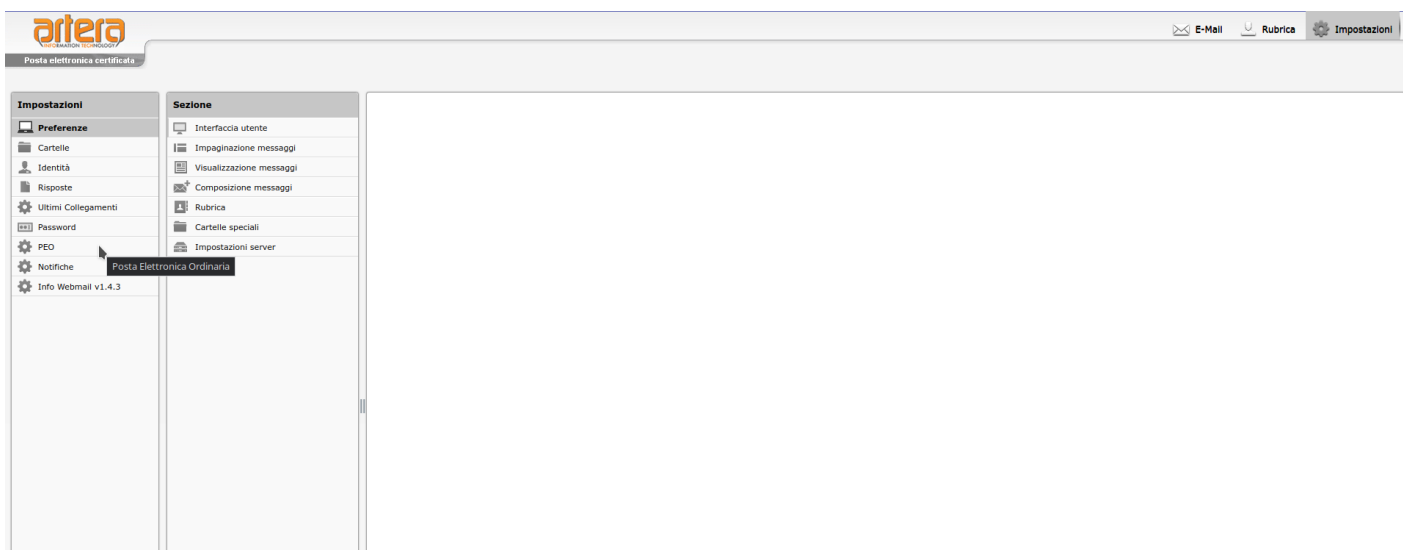 artera
INFORMATION TECHNOLOGY
Posta elettronica certificata
E-Mail
Rubrica
Impostazioni
Impostazioni
Preferenze
Cartelle
Identità
Risposte
Ultimi Collegamenti
Password
PEO
Notifiche
Info Webmail v1.4.3
Posta Elettronica Ordinaria
Sezione
Interfaccia utente
Impaginazione messaggi
Visualizzazione messaggi
Composizione messaggi
Rubrica
Cartelle speciali
Impostazioni server